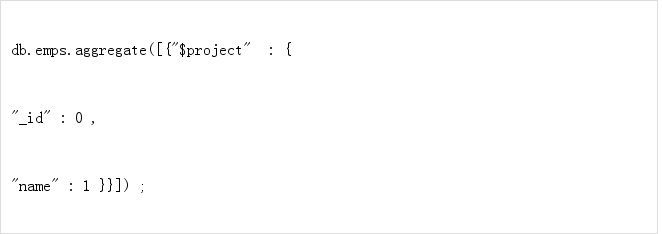 db.emps.aggregate([{"$project" : {
"_id" : 0 ,
"name" : 1 }}]) ;